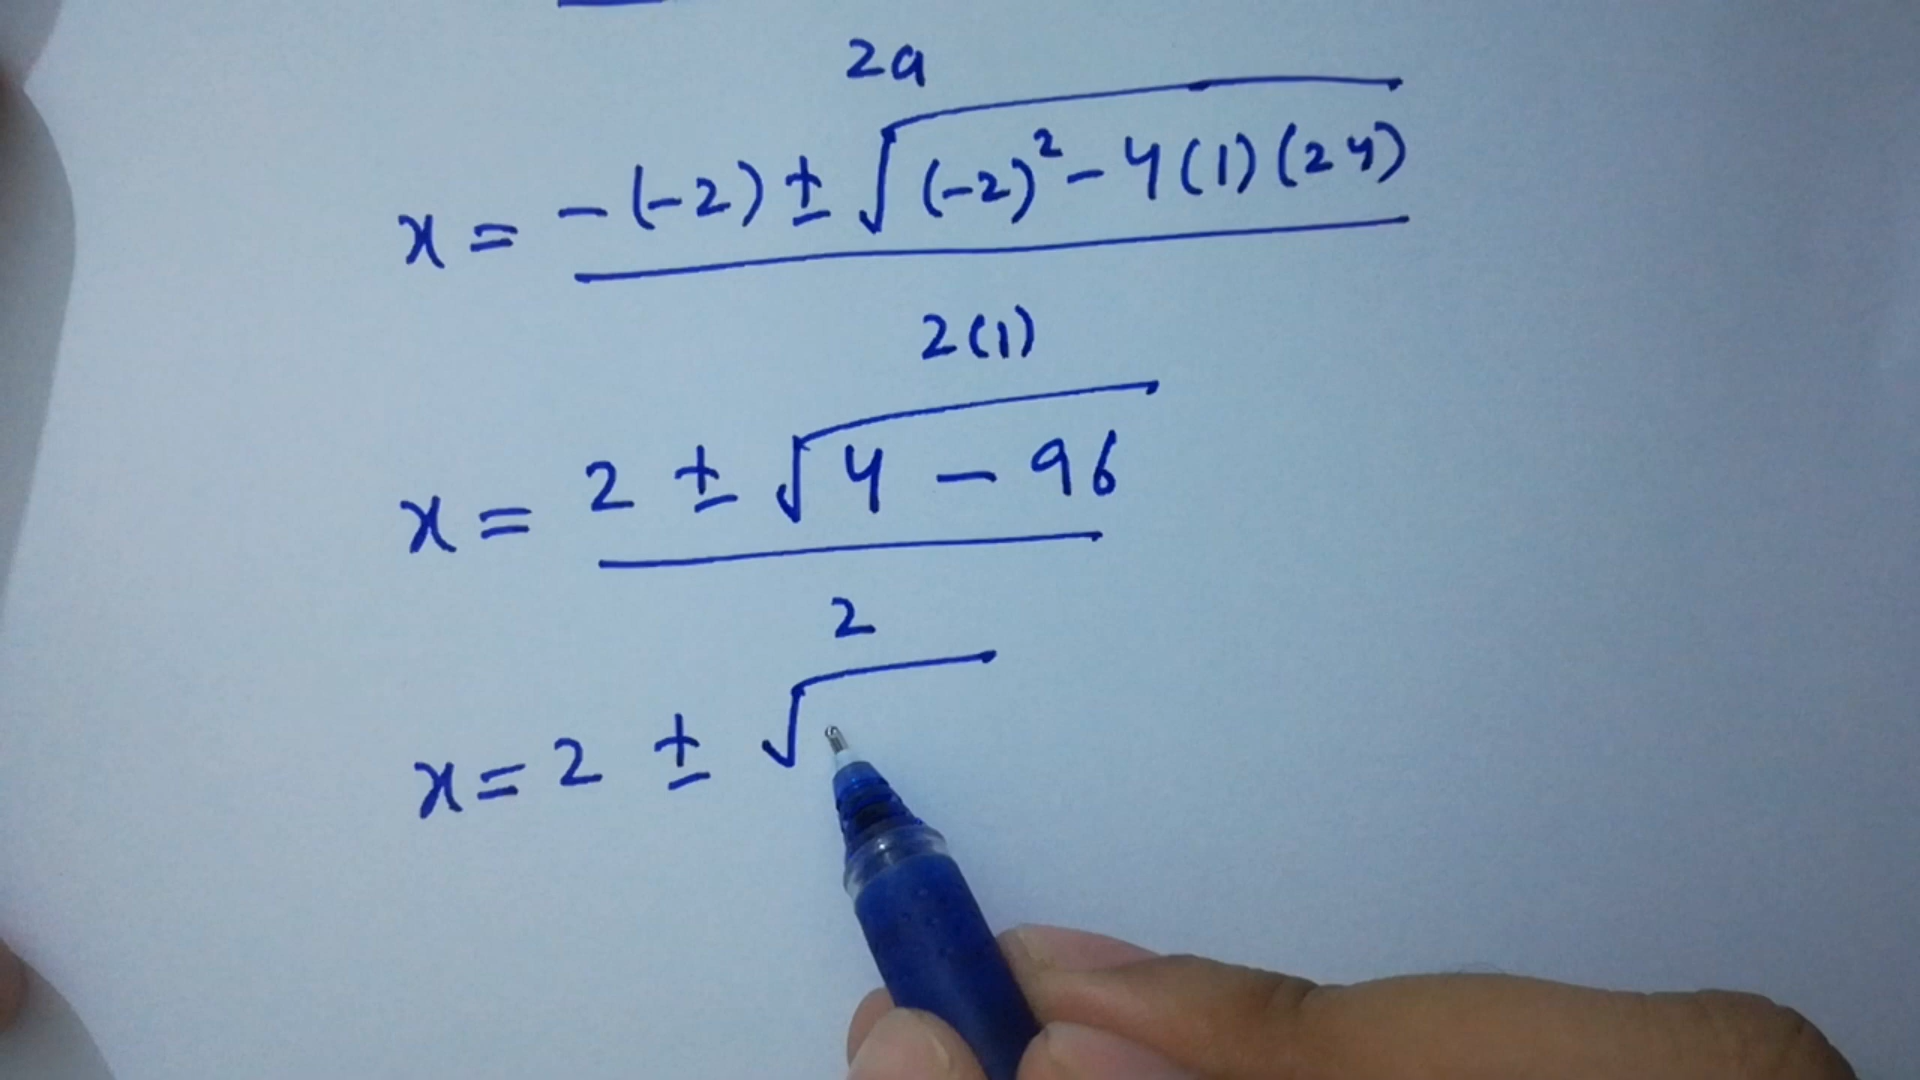 2a
x = -(-2) ± √(-2)² - 4(1)(24)
2(1)
x = 2 ± √4 - 96
2
x = 2 ± √